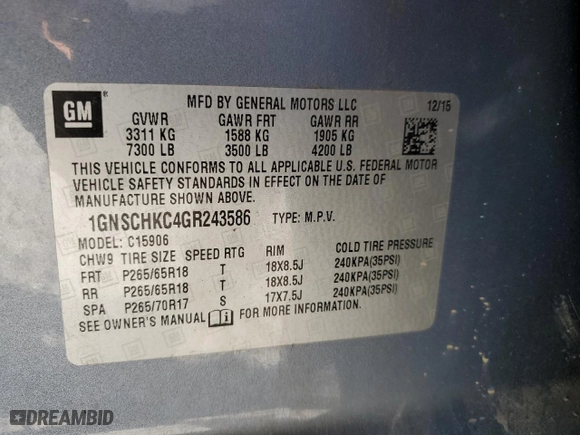 GM ®
MFD BY GENERAL MOTORS LLC 12/15
GVWR GAWR FRT GAWR RR
3311 KG 1588 KG 1905 KG
7300 LB 3500 LB 4200 LB
THIS VEHICLE CONFORMS TO ALL APPLICABLE U.S. FEDERAL MOTOR
VEHICLE SAFETY STANDARDS IN EFFECT ON THE DATE OF
MANUFACTURE SHOWN ABOVE.
1GNSCHKC4GR243586 TYPE: M.P.V.
MODEL: C15906
CHW9 TIRE SIZE SPEED RTG RIM COLD TIRE PRESSURE
FRT P265/65R18 T 18X8.5J 240KPA(35PSI)
RR P265/65R18 T 18X8.5J 240KPA(35PSI)
SPA P265/70R17 S 17X7.5J 240KPA(35PSI)
SEE OWNER'S MANUAL FOR MORE INFORMATION.
DREAMBID